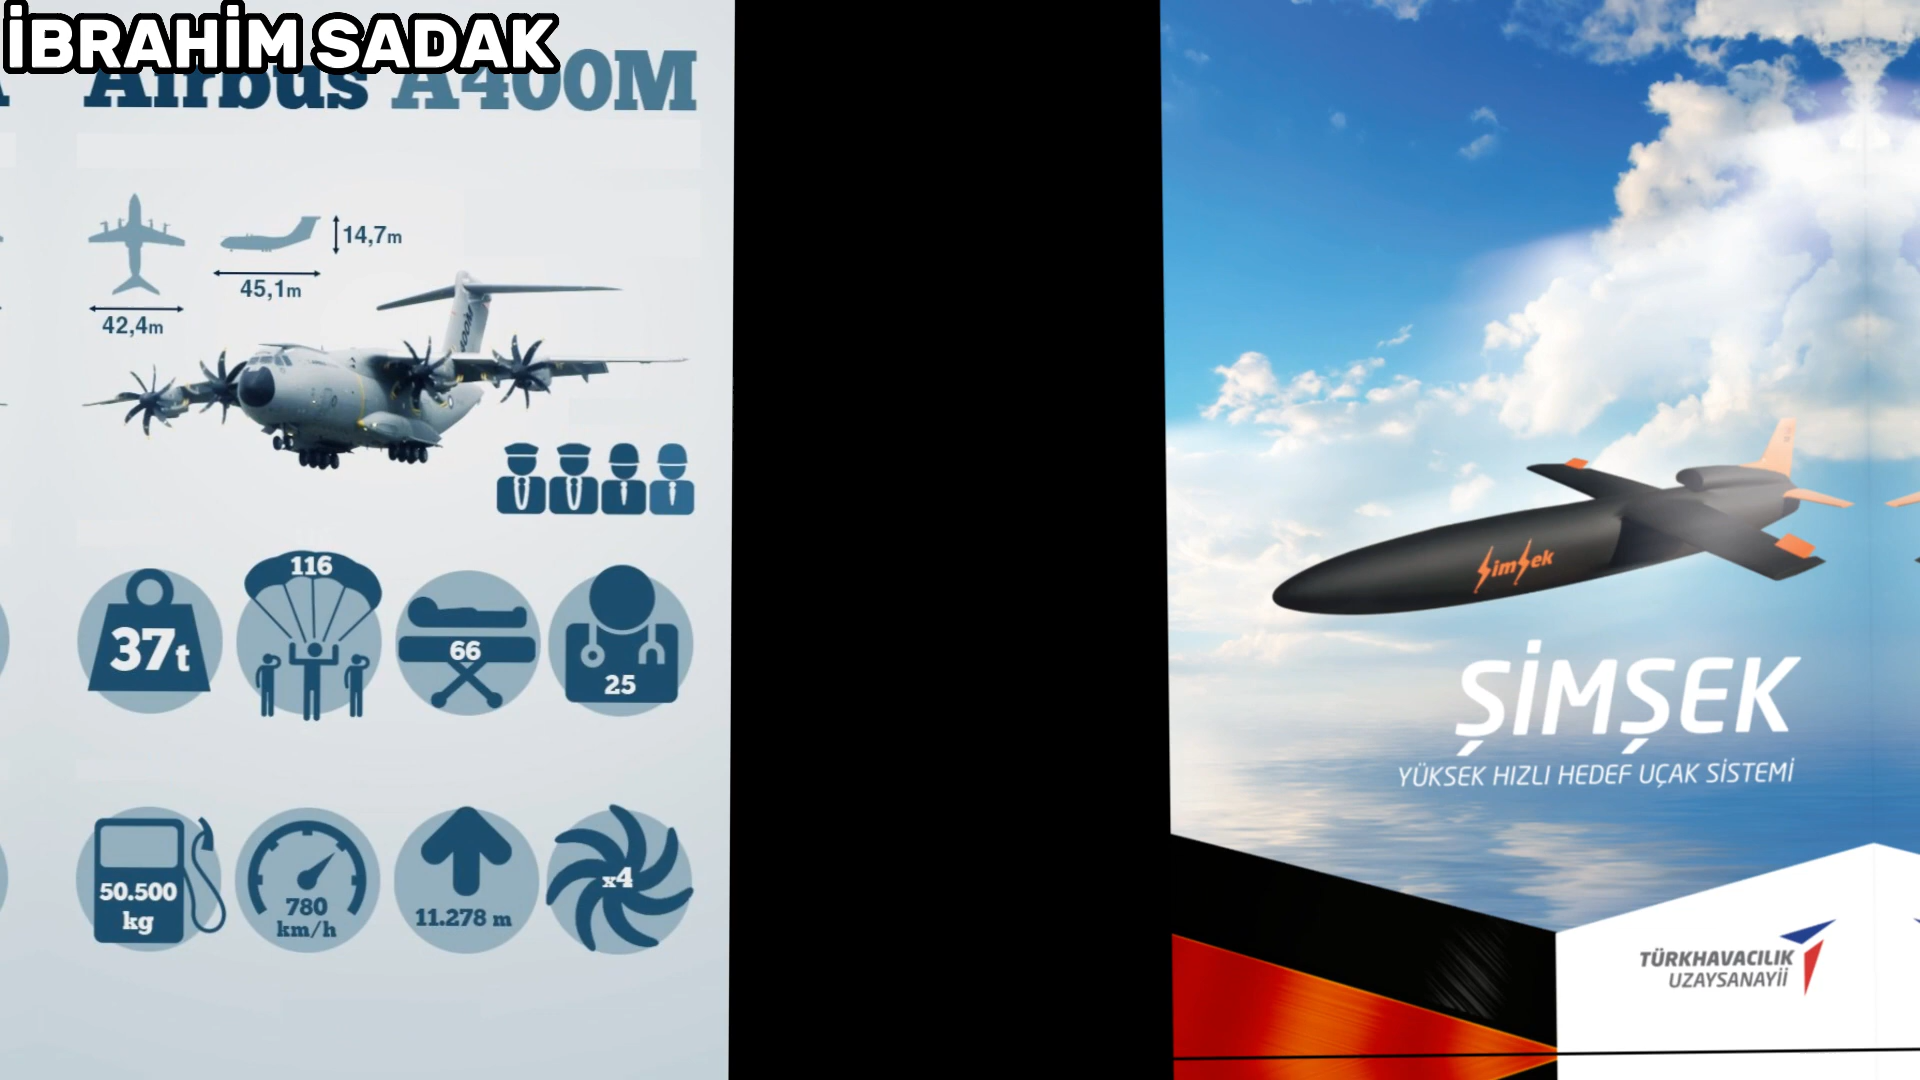 İBRAHİM SADAK
Airbus A400M
14,7m
45,1m
42,4m
116
37t
66
25
50.500
kg
780
km/h
11.278 m
x4
Şimşek
ŞİMŞEK
YÜKSEK HIZLI HEDEF UÇAK SİSTEMİ
TÜRKHAVACILIK
UZAYSANAYİİ